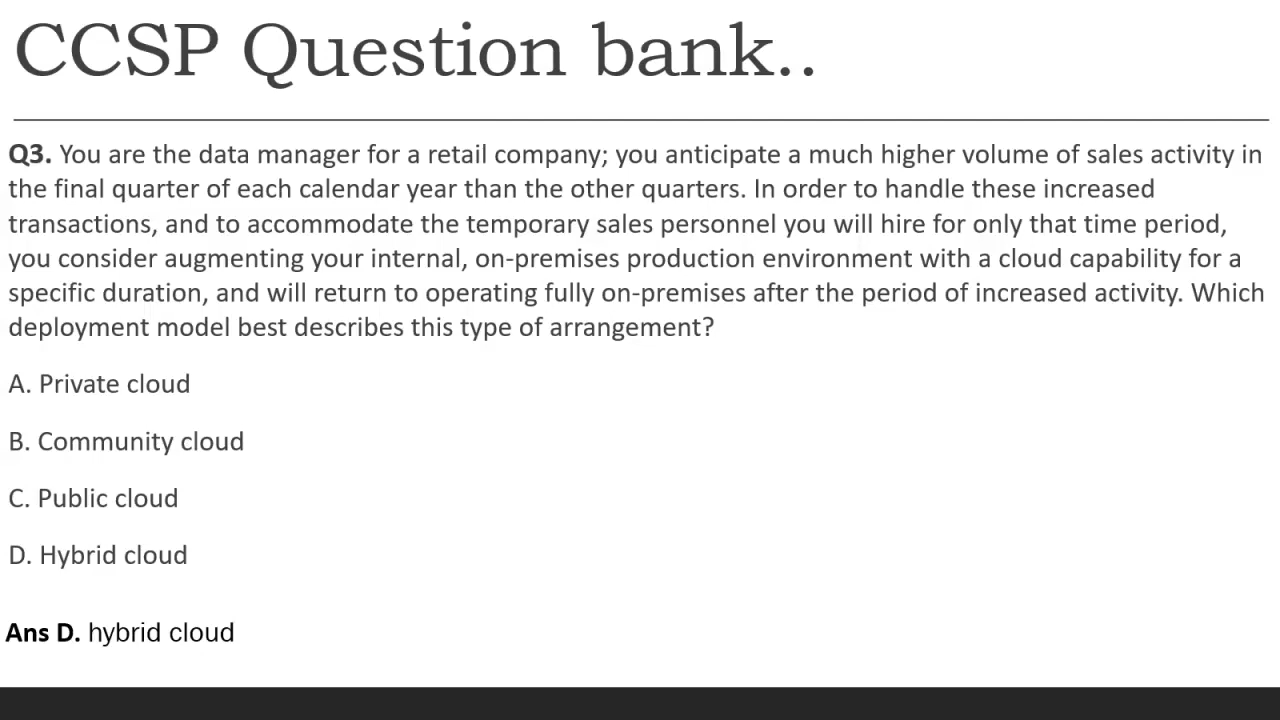 CCSP Question bank..
Q3. You are the data manager for a retail company; you anticipate a much higher volume of sales activity in
the final quarter of each calendar year than the other quarters. In order to handle these increased
transactions, and to accommodate the temporary sales personnel you will hire for only that time period,
you consider augmenting your internal, on-premises production environment with a cloud capability for a
specific duration, and will return to operating fully on-premises after the period of increased activity. Which
deployment model best describes this type of arrangement?
A. Private cloud
B. Community cloud
C. Public cloud
D. Hybrid cloud
Ans D. hybrid cloud